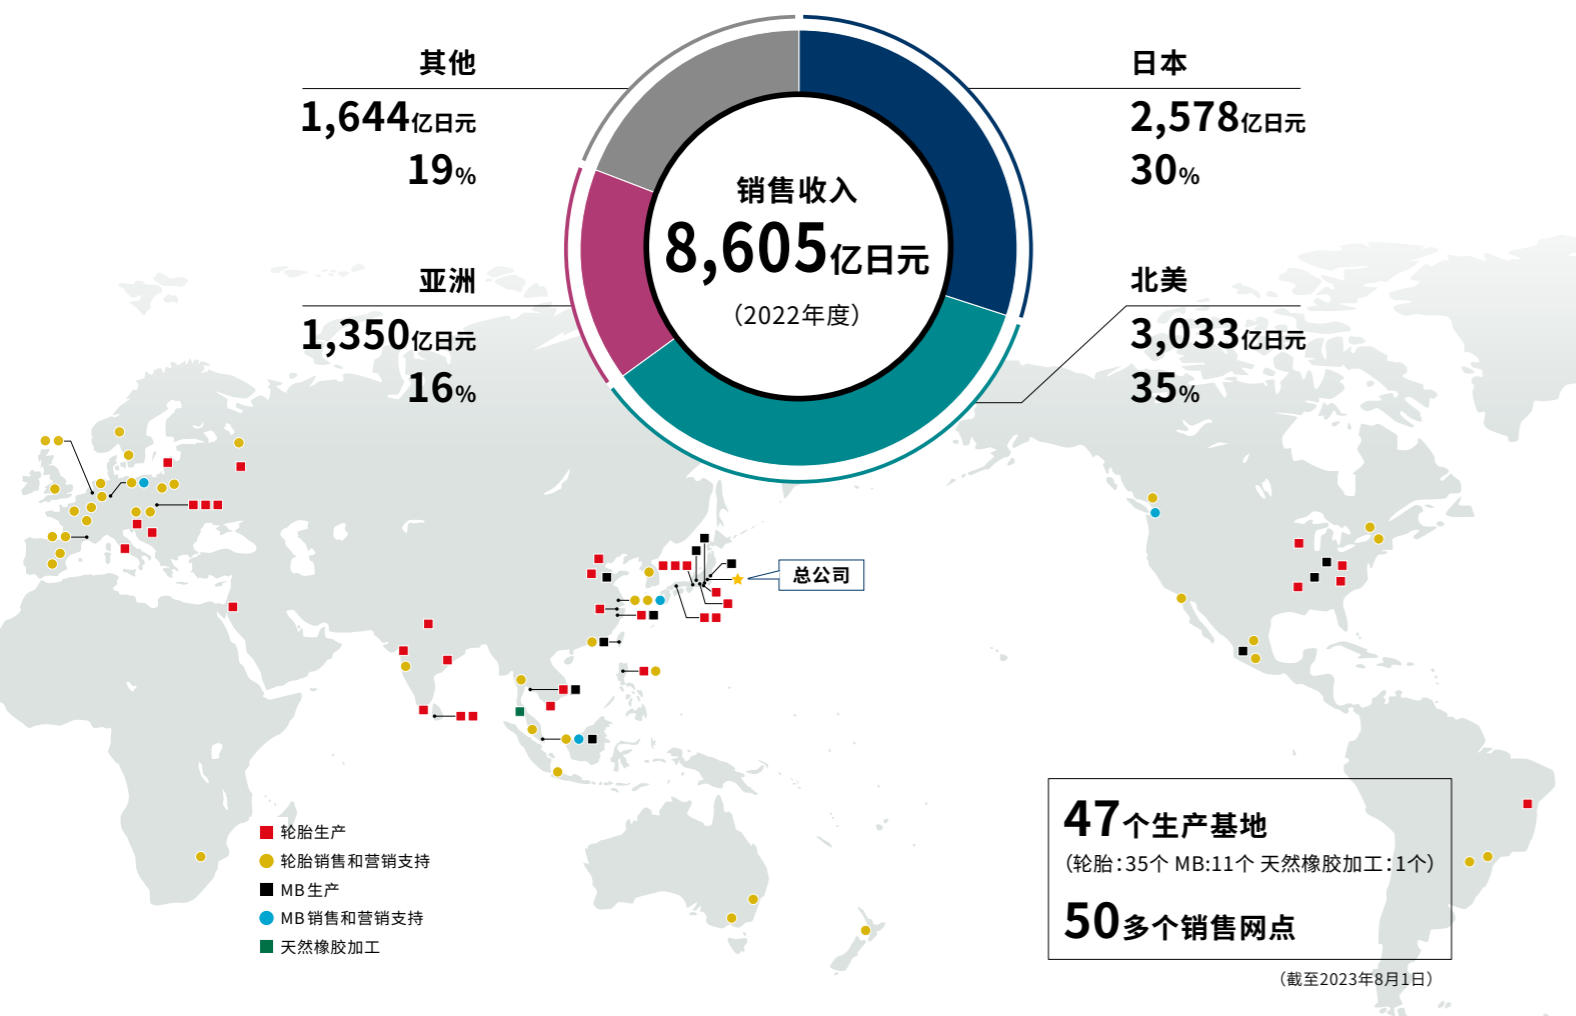 其他
1,644亿日元
19%
日本
2,578亿日元
30%
销售收入
8,605亿日元
（2022年度）
亚洲
1,350亿日元
16%
北美
3,033亿日元
35%
总公司
轮胎生产
轮胎销售和营销支持
MB生产
MB销售和营销支持
天然橡胶加工
47个生产基地
（轮胎：35个 MB:11个 天然橡胶加工：1个）
50多个销售网点
（截至2023年8月1日）